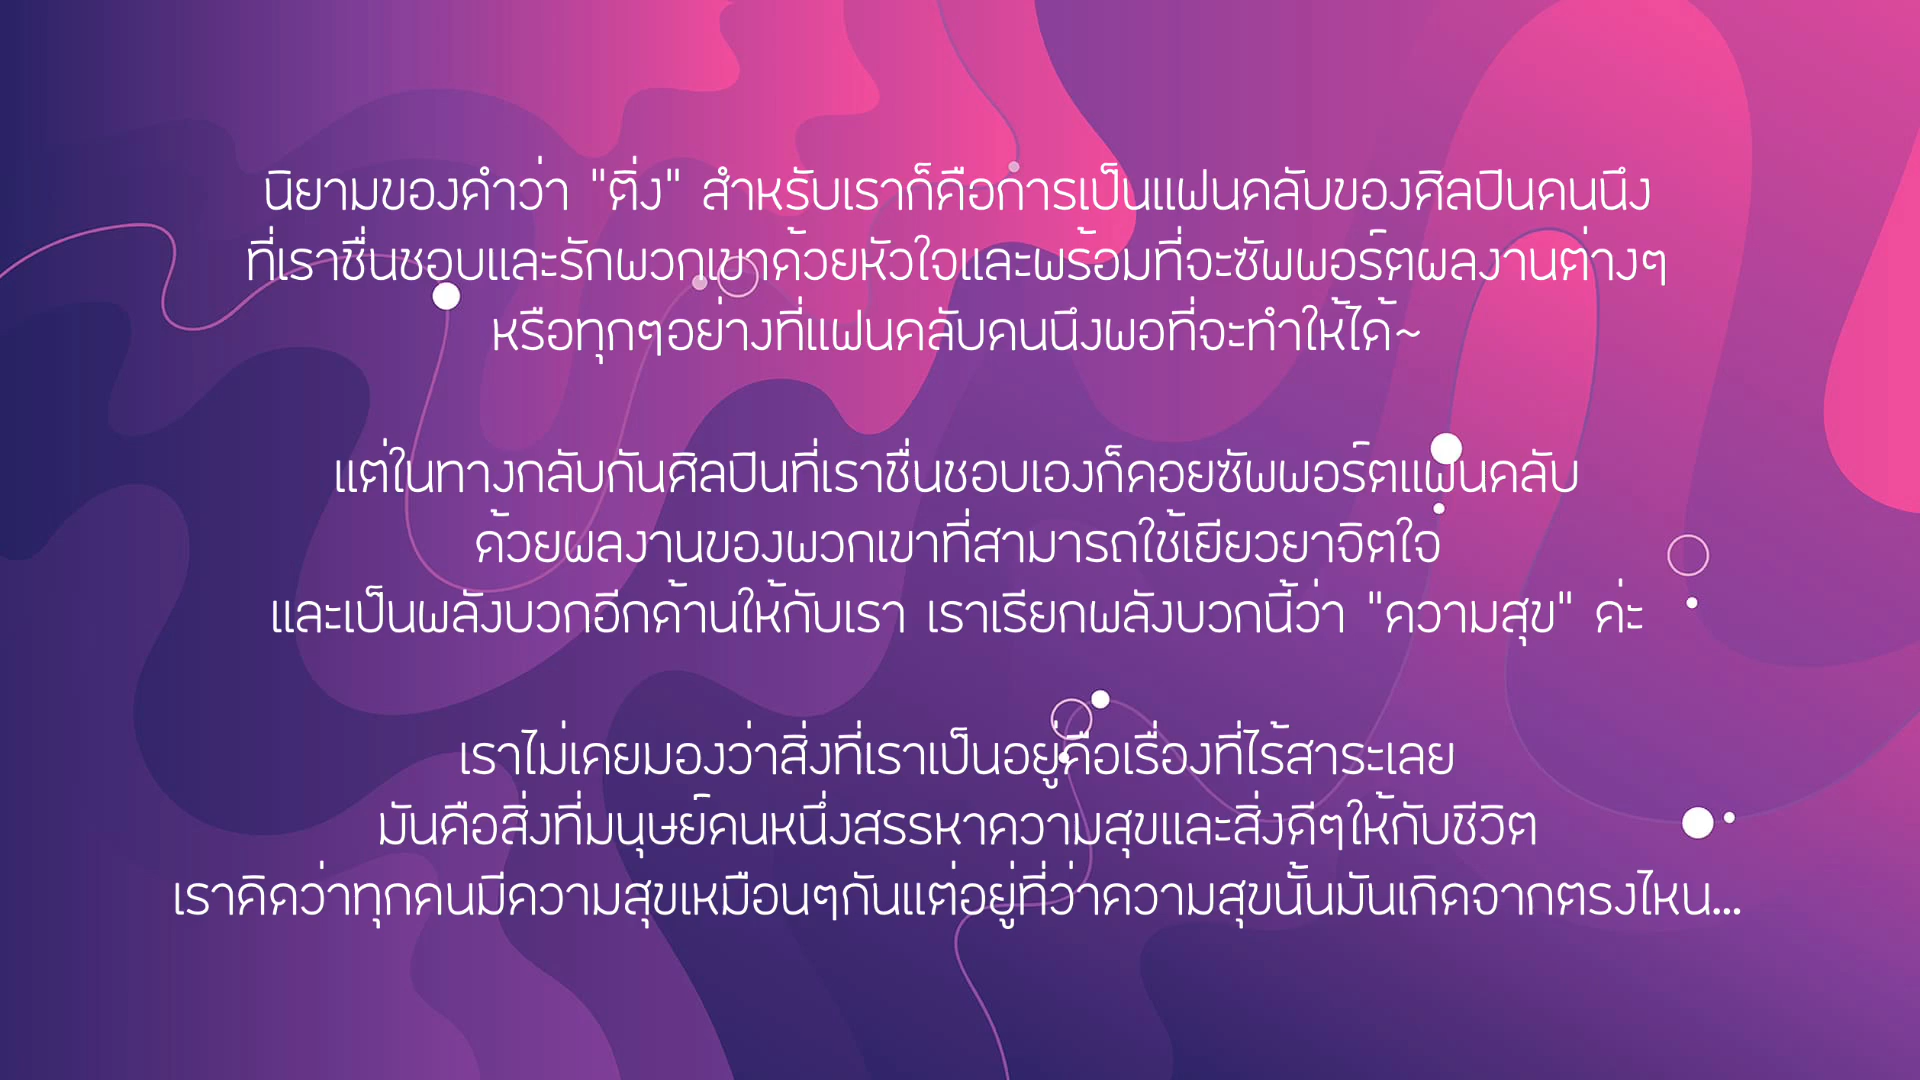 นิยามของคำว่า "ติ่ง" สำหรับเราก็คือการเป็นแฟนคลับของศิลปินคนนึง
ที่เราชื่นชอบและรักพวกเขาด้วยหัวใจและพร้อมที่จะซัพพอร์ตผลงานต่างๆ
หรือทุกๆอย่างที่แฟนคลับคนนึงพอที่จะทำให้ได้~
แต่ในทางกลับกันศิลปินที่เราชื่นชอบเองก็คอยซัพพอร์ตแฟนคลับ
ด้วยผลงานของพวกเขาที่สามารถใช้เยียวยาจิตใจ
และเป็นพลังบวกอีกด้านให้กับเรา เราเรียกพลังบวกนี้ว่า "ความสุข" ค่ะ
เราไม่เคยมองว่าสิ่งที่เราเป็นอยู่คือเรื่องที่ไร้สาระเลย
มันคือสิ่งที่มนุษย์คนหนึ่งสรรหาความสุขและสิ่งดีๆให้กับชีวิต
เราคิดว่าทุกคนมีความสุขเหมือนๆกันแต่อยู่ที่ว่าความสุขนั้นมันเกิดจากตรงไหน...